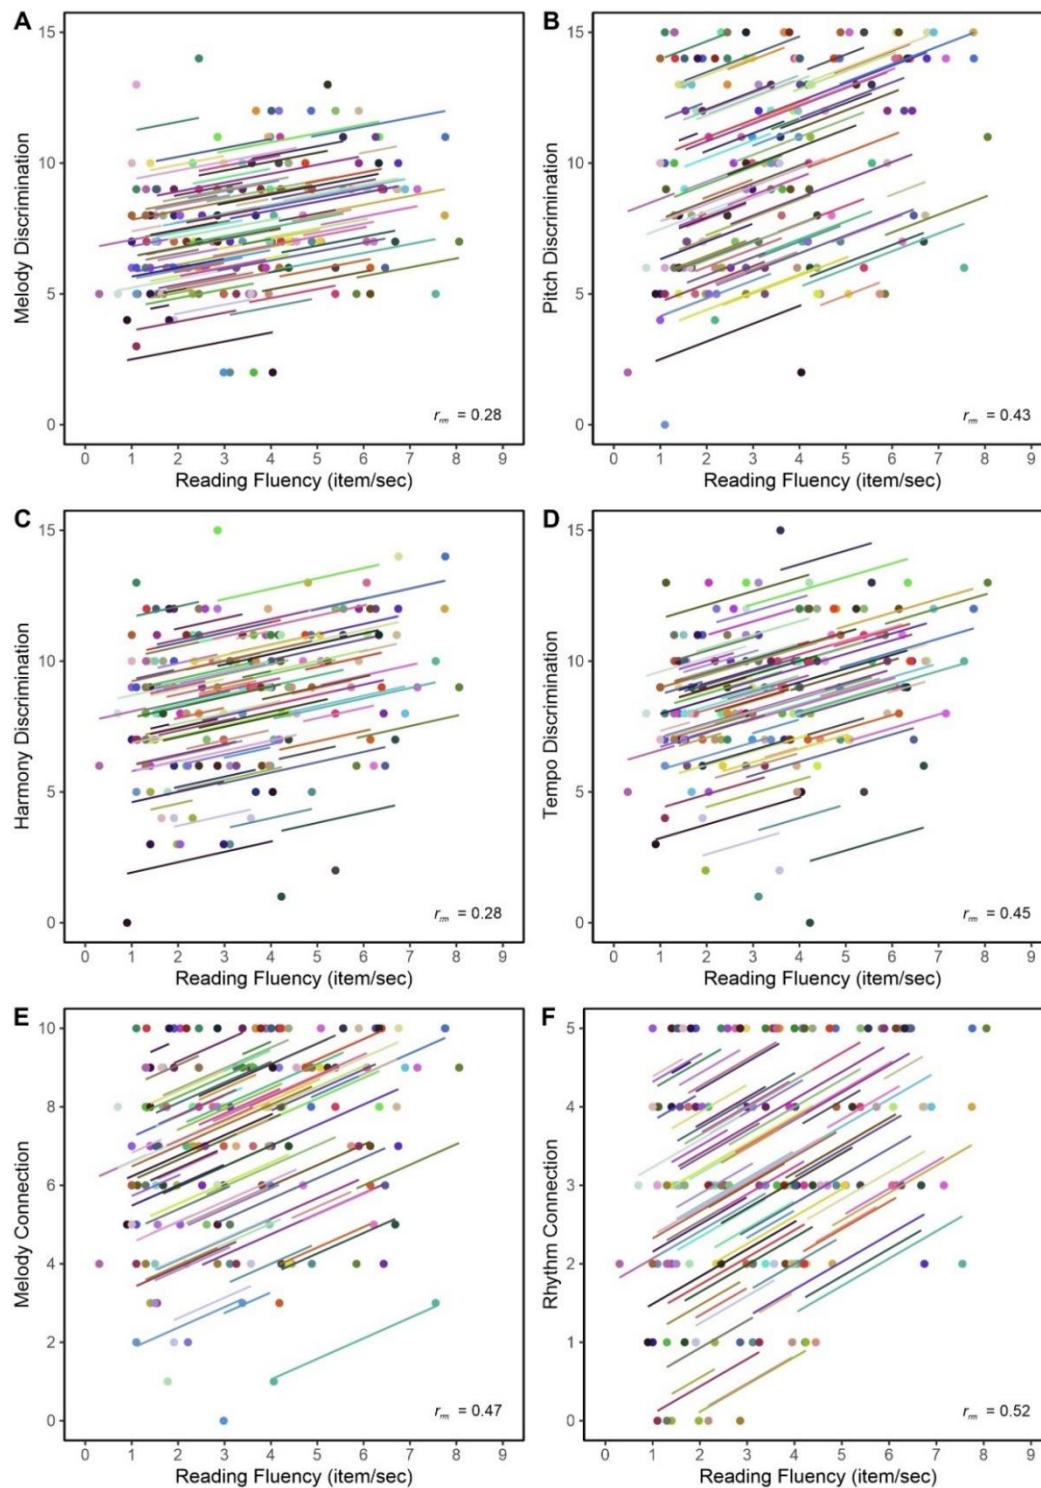 A
15
10
5
0
Melody Discrimination
0 1 2 3 4 5 6 7 8 9
Reading Fluency (item/sec)
r_rm = 0.28
B
15
10
5
0
Pitch Discrimination
0 1 2 3 4 5 6 7 8 9
Reading Fluency (item/sec)
r_rm = 0.43
C
15
10
5
0
Harmony Discrimination
0 1 2 3 4 5 6 7 8 9
Reading Fluency (item/sec)
r_rm = 0.28
D
15
10
5
0
Tempo Discrimination
0 1 2 3 4 5 6 7 8 9
Reading Fluency (item/sec)
r_rm = 0.45
E
10
8
6
4
2
0
Melody Connection
0 1 2 3 4 5 6 7 8 9
Reading Fluency (item/sec)
r_rm = 0.47
F
5
4
3
2
1
0
Rhythm Connection
0 1 2 3 4 5 6 7 8 9
Reading Fluency (item/sec)
r_rm = 0.52